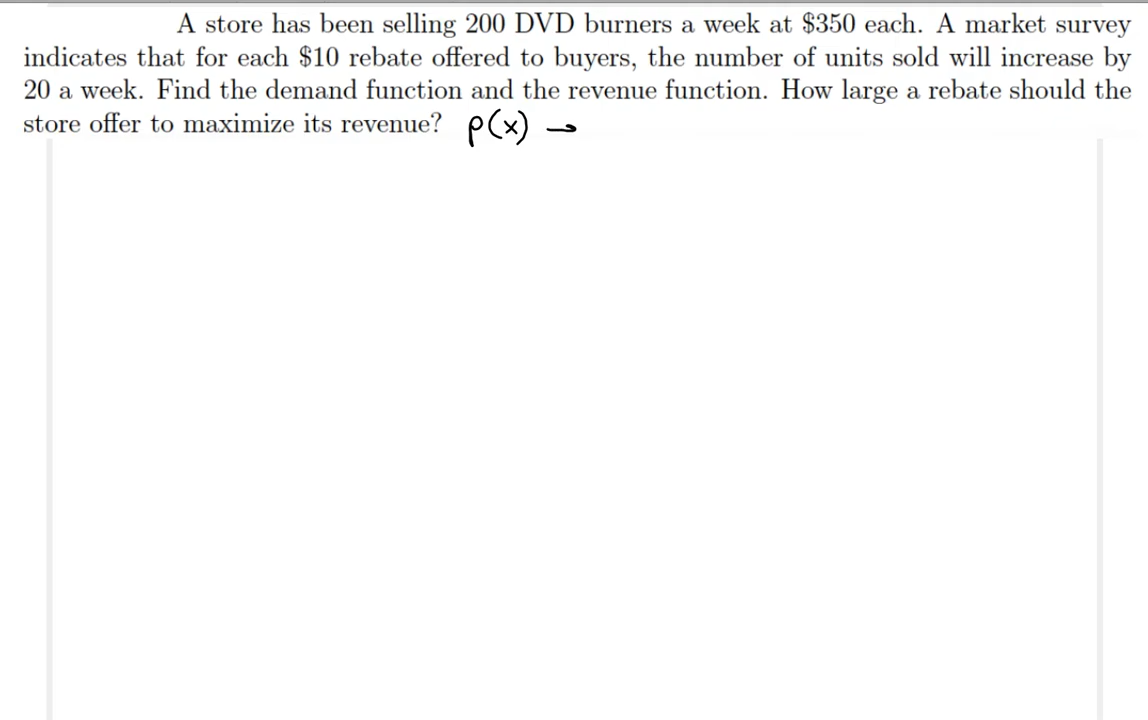 A store has been selling 200 DVD burners a week at $350 each. A market survey
indicates that for each $10 rebate offered to buyers, the number of units sold will increase by
20 a week. Find the demand function and the revenue function. How large a rebate should the
store offer to maximize its revenue? p(x) →